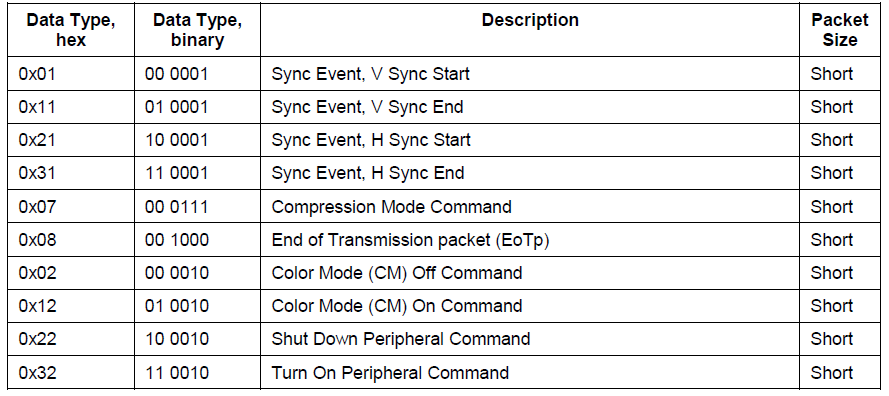 Data Type, hex Data Type, binary Description Packet Size
0x01 00 0001 Sync Event, V Sync Start Short
0x11 01 0001 Sync Event, V Sync End Short
0x21 10 0001 Sync Event, H Sync Start Short
0x31 11 0001 Sync Event, H Sync End Short
0x07 00 0111 Compression Mode Command Short
0x08 00 1000 End of Transmission packet (EoTp) Short
0x02 00 0010 Color Mode (CM) Off Command Short
0x12 01 0010 Color Mode (CM) On Command Short
0x22 10 0010 Shut Down Peripheral Command Short
0x32 11 0010 Turn On Peripheral Command Short